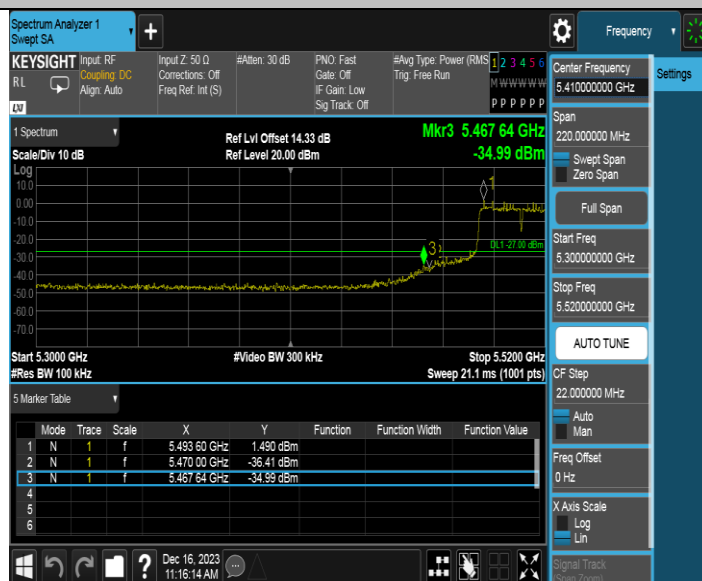 Spectrum Analyzer 1
Swept SA
+
Frequency
KEYSIGHT
RL
LXI
Input: RF
Coupling: DC
Align: Auto
Input Z: 50 Ω
Corrections: Off
Freq Ref: Int (S)
#Atten: 30 dB
PNO: Fast
Gate: Off
IF Gain: Low
Sig Track: Off
#Avg Type: Power (RMS
Trig: Free Run
1 2 3 4 5 6
M W W W W W
P P P P P P
1 Spectrum
Scale/Div 10 dB
Log
Ref Lvl Offset 14.33 dB
Ref Level 20.00 dBm
Mkr3 5.467 64 GHz
-34.99 dBm
10.0
0.00
-10.0
-20.0
-30.0
-40.0
-50.0
-60.0
-70.0
1
3
DL1 -27.00 dBm
Start 5.3000 GHz
#Video BW 300 kHz
Stop 5.5200 GHz
#Res BW 100 kHz
Sweep 21.1 ms (1001 pts)
5 Marker Table
Mode Trace Scale X Y Function Function Width Function Value
1 N 1 f 5.493 60 GHz 1.490 dBm
2 N 1 f 5.470 00 GHz -36.41 dBm
3 N 1 f 5.467 64 GHz -34.99 dBm
4
5
6
Dec 16, 2023
11:16:14 AM
?
Center Frequency
5.410000000 GHz
Settings
Span
220.000000 MHz
Swept Span
Zero Span
Full Span
Start Freq
5.300000000 GHz
Stop Freq
5.520000000 GHz
AUTO TUNE
CF Step
22.000000 MHz
Auto
Man
Freq Offset
0 Hz
X Axis Scale
Log
Lin
Signal Track
(Span Zoom)